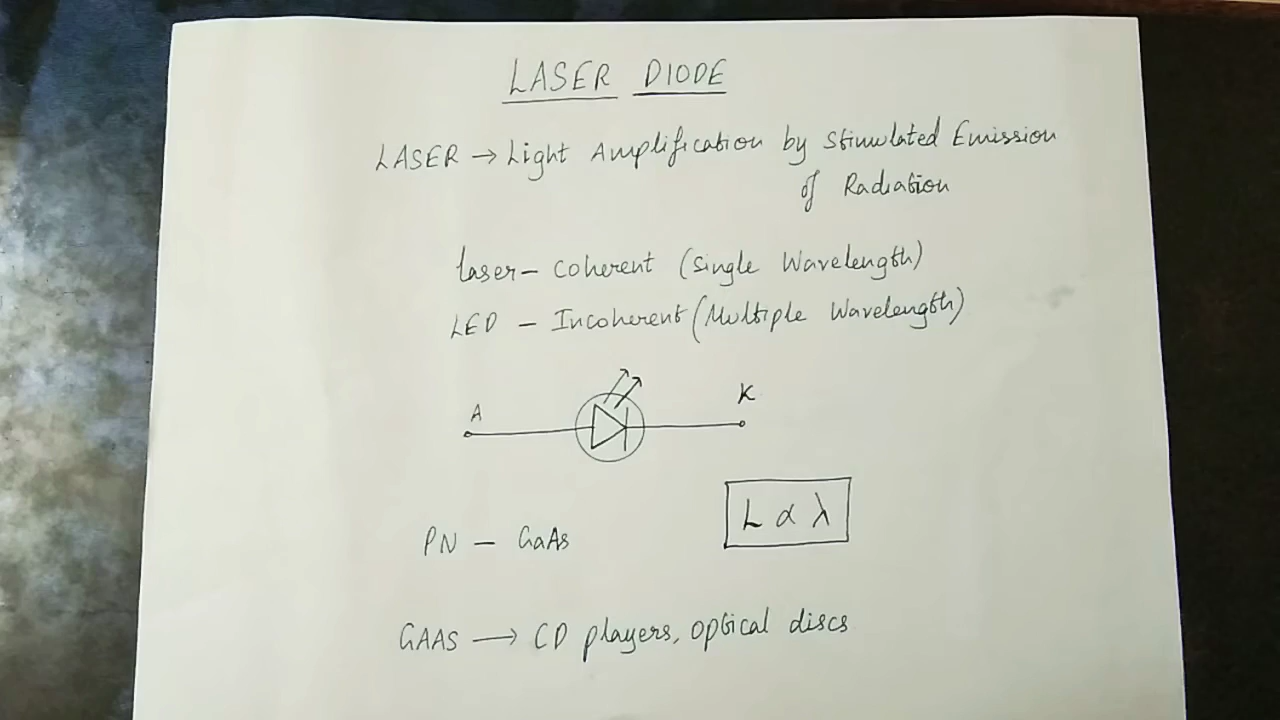 LASER DIODE
LASER → Light Amplification by Stimulated Emission
of Radiation
laser – Coherent (Single Wavelength)
LED – Incoherent (Multiple Wavelength)
A K
L ∝ λ
PN – GaAs
GAAS → CD players, optical discs